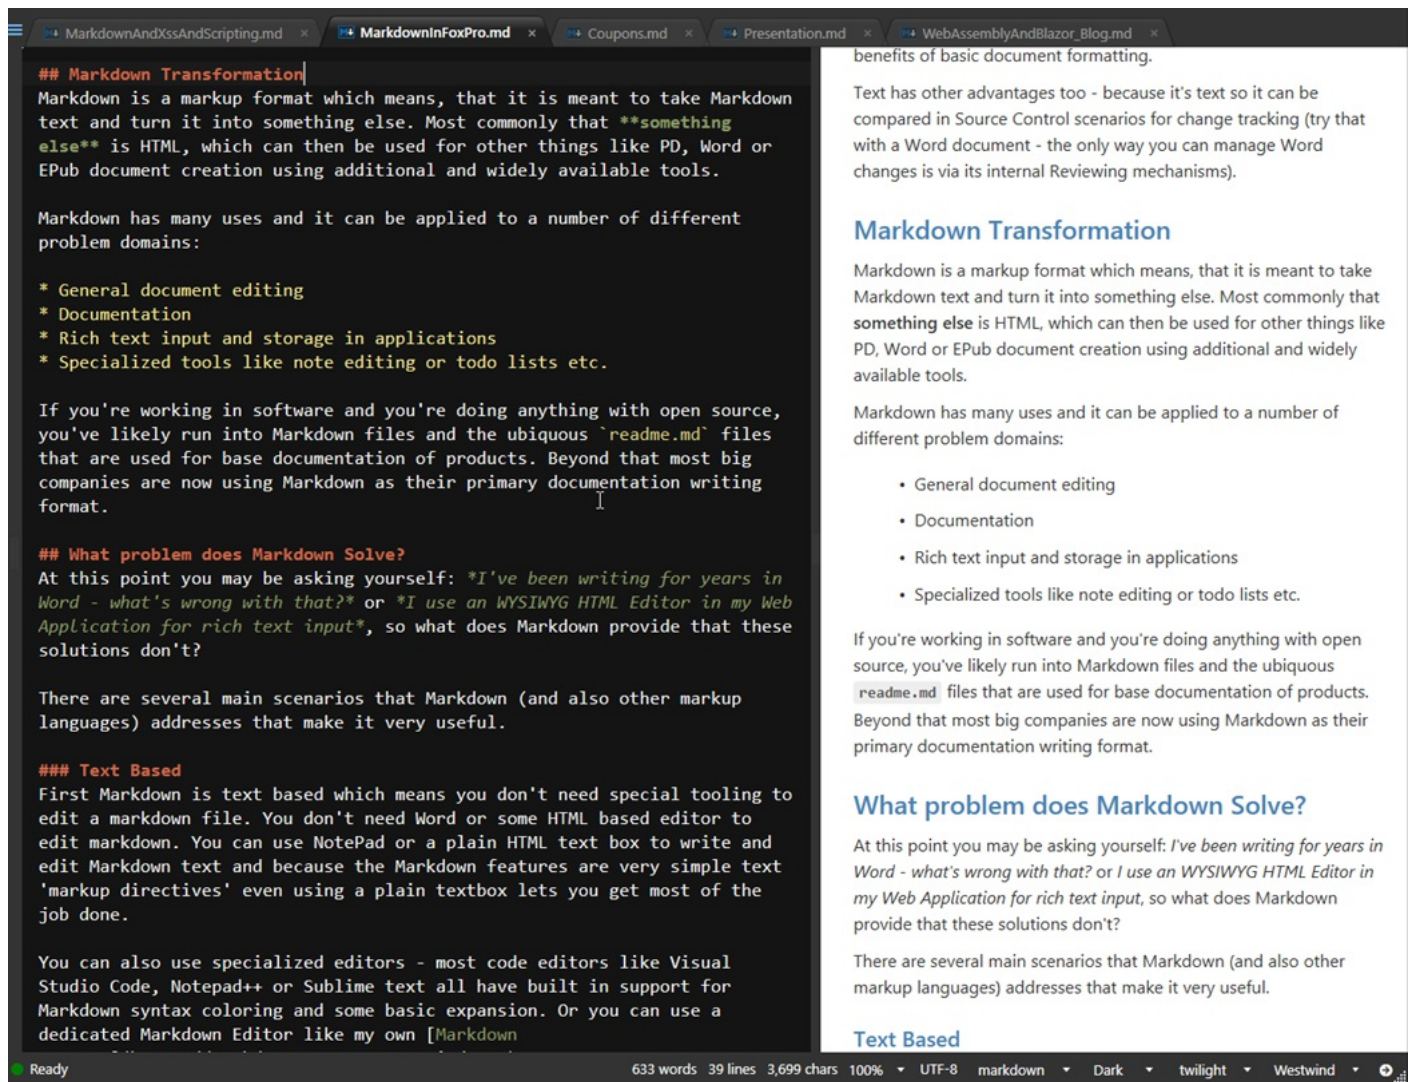 MarkdownAndXssAndScripting.md ×
MarkdownInFoxPro.md ×
Coupons.md ×
Presentation.md ×
WebAssemblyAndBlazor_Blog.md ×
## Markdown Transformation
Markdown is a markup format which means, that it is meant to take Markdown
text and turn it into something else. Most commonly that **something
else** is HTML, which can then be used for other things like PD, Word or
EPub document creation using additional and widely available tools.
Markdown has many uses and it can be applied to a number of different
problem domains:
* General document editing
* Documentation
* Rich text input and storage in applications
* Specialized tools like note editing or todo lists etc.
If you're working in software and you're doing anything with open source,
you've likely run into Markdown files and the ubiquous `readme.md` files
that are used for base documentation of products. Beyond that most big
companies are now using Markdown as their primary documentation writing
format.
## What problem does Markdown Solve?
At this point you may be asking yourself: *I've been writing for years in
Word - what's wrong with that?* or *I use an WYSIWYG HTML Editor in my Web
Application for rich text input*, so what does Markdown provide that these
solutions don't?
There are several main scenarios that Markdown (and also other markup
languages) addresses that make it very useful.
### Text Based
First Markdown is text based which means you don't need special tooling to
edit a markdown file. You don't need Word or some HTML based editor to
edit markdown. You can use NotePad or a plain HTML text box to write and
edit Markdown text and because the Markdown features are very simple text
'markup directives' even using a plain textbox lets you get most of the
job done.
You can also use specialized editors - most code editors like Visual
Studio Code, Notepad++ or Sublime text all have built in support for
Markdown syntax coloring and some basic expansion. Or you can use a
dedicated Markdown Editor like my own [Markdown
benefits of basic document formatting.
Text has other advantages too - because it's text so it can be
compared in Source Control scenarios for change tracking (try that
with a Word document - the only way you can manage Word
changes is via its internal Reviewing mechanisms).
Markdown Transformation
Markdown is a markup format which means, that it is meant to take
Markdown text and turn it into something else. Most commonly that
something else is HTML, which can then be used for other things like
PD, Word or EPub document creation using additional and widely
available tools.
Markdown has many uses and it can be applied to a number of
different problem domains:
• General document editing
• Documentation
• Rich text input and storage in applications
• Specialized tools like note editing or todo lists etc.
If you're working in software and you're doing anything with open
source, you've likely run into Markdown files and the ubiquous
readme.md files that are used for base documentation of products.
Beyond that most big companies are now using Markdown as their
primary documentation writing format.
What problem does Markdown Solve?
At this point you may be asking yourself: I've been writing for years in
Word - what's wrong with that? or I use an WYSIWYG HTML Editor in
my Web Application for rich text input, so what does Markdown
provide that these solutions don't?
There are several main scenarios that Markdown (and also other
markup languages) addresses that make it very useful.
Text Based
Ready
633 words 39 lines 3,699 chars 100% UTF-8 markdown Dark twilight Westwind